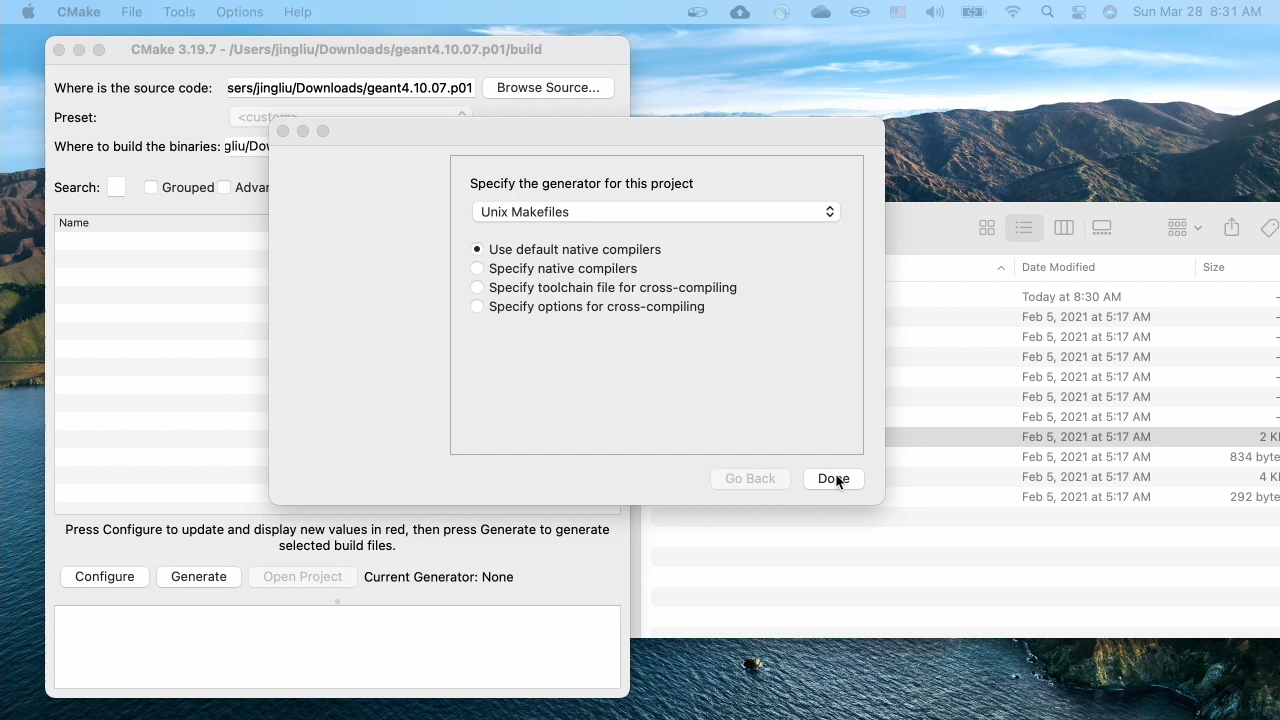 CMake File Tools Options Help Sun Mar 28 8:31 AM
CMake 3.19.7 - /Users/jingliu/Downloads/geant4.10.07.p01/build
Where is the source code: sers/jingliu/Downloads/geant4.10.07.p01 Browse Source...
Preset: <custom>
Where to build the binaries: gliu/Dow
Search: Grouped Advan
Name
Specify the generator for this project
Unix Makefiles
Use default native compilers
Specify native compilers
Specify toolchain file for cross-compiling
Specify options for cross-compiling
Go Back Done
Press Configure to update and display new values in red, then press Generate to generate
selected build files.
Configure Generate Open Project Current Generator: None
Date Modified Size
Today at 8:30 AM
Feb 5, 2021 at 5:17 AM
Feb 5, 2021 at 5:17 AM
Feb 5, 2021 at 5:17 AM
Feb 5, 2021 at 5:17 AM
Feb 5, 2021 at 5:17 AM
Feb 5, 2021 at 5:17 AM
Feb 5, 2021 at 5:17 AM 2 K
Feb 5, 2021 at 5:17 AM 834 byte
Feb 5, 2021 at 5:17 AM 4 K
Feb 5, 2021 at 5:17 AM 292 byte